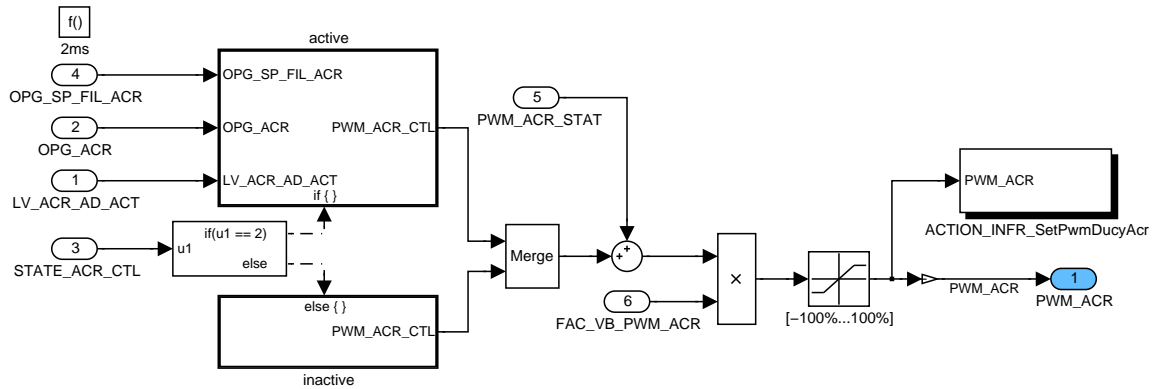 f()
2ms
active
4
OPG_SP_FIL_ACR
OPG_SP_FIL_ACR
2
OPG_ACR
OPG_ACR
PWM_ACR_CTL
1
LV_ACR_AD_ACT
LV_ACR_AD_ACT
if { }
5
PWM_ACR_STAT
PWM_ACR
ACTION_INFR_SetPwmDucyAcr
3
STATE_ACR_CTL
u1
if(u1 == 2)
else
Merge
+
+
×
6
FAC_VB_PWM_ACR
[−100%...100%]
PWM_ACR
1
PWM_ACR
else { }
PWM_ACR_CTL
inactive